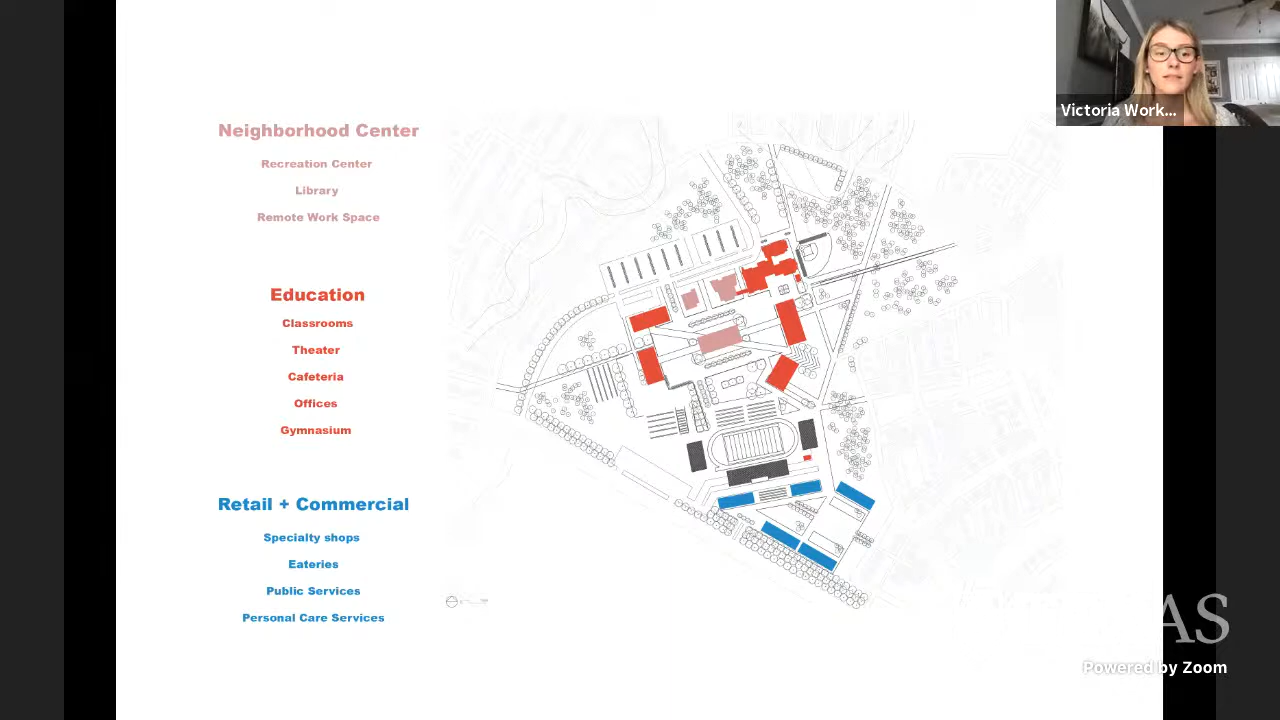 Victoria Work...
Neighborhood Center
Recreation Center
Library
Remote Work Space
Education
Classrooms
Theater
Cafeteria
Offices
Gymnasium
Retail + Commercial
Specialty shops
Eateries
Public Services
Personal Care Services
AS
Powered by Zoom